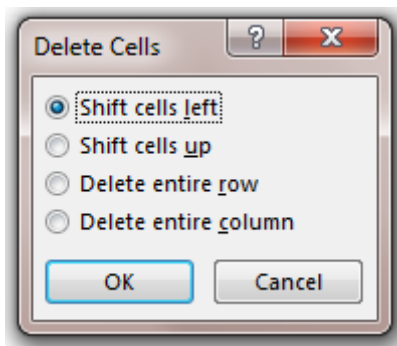 Delete Cells ?
Shift cells left
Shift cells up
Delete entire row
Delete entire column
OK Cancel